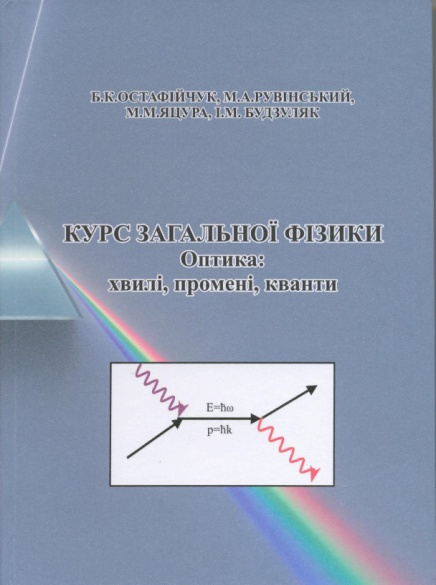 Б.К.ОСТАФІЙЧУК, М.А.РУВІНСЬКИЙ,
М.М.ЯЦУРА, І.М. БУДЗУЛЯК
КУРС ЗАГАЛЬНОЇ ФІЗИКИ
Оптика:
хвилі, промені, кванти
E=ħω
p=ħk